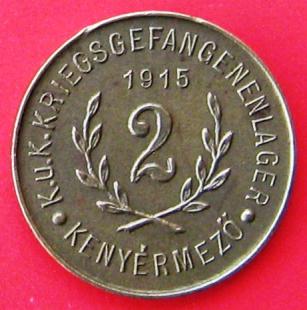 K.u.K. KRIEGSGEFANGENENLAGER
1915
2
KENYÉRMEZŐ